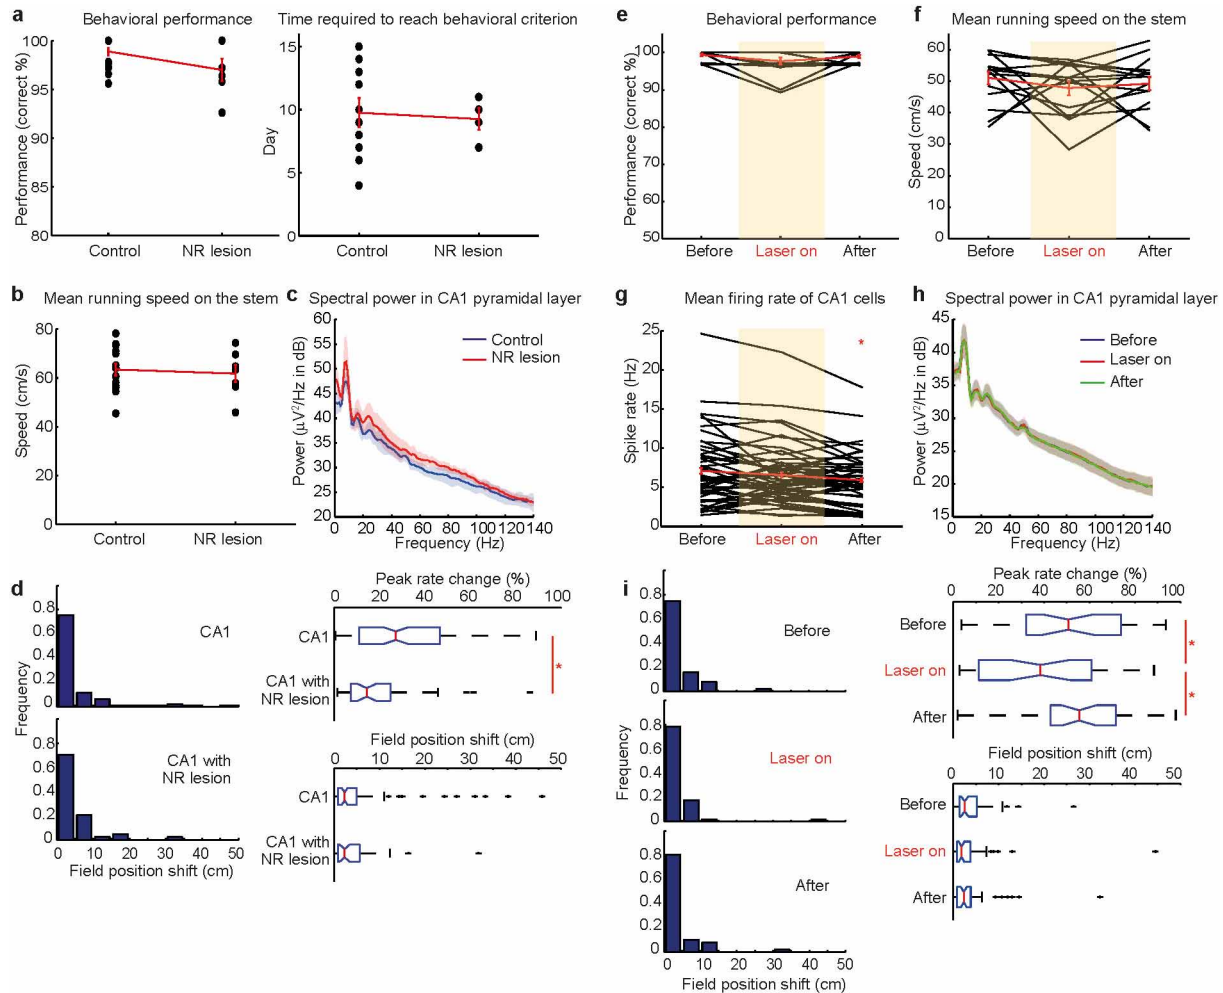 a
Behavioral performance
Performance (correct %)
100
95
90
85
80
Control
NR lesion
Time required to reach behavioral criterion
Day
15
10
5
0
Control
NR lesion
b
Mean running speed on the stem
Speed (cm/s)
80
60
40
20
0
Control
NR lesion
c
Spectral power in CA1 pyramidal layer
Power (µV²/Hz in dB)
60
55
50
45
40
35
30
25
20
Control
NR lesion
0 20 40 60 80 100 120 140
Frequency (Hz)
d
Frequency
0.8
0.6
0.4
0.2
0
CA1
0.8
0.6
0.4
0.2
0
CA1 with
NR lesion
0 10 20 30 40 50
Field position shift (cm)
Peak rate change (%)
0 20 40 60 80 100
CA1
CA1 with
NR lesion
*
Field position shift (cm)
0 10 20 30 40 50
CA1
CA1 with
NR lesion
e
Behavioral performance
Performance (correct %)
100
90
80
70
60
50
Before
Laser on
After
f
Mean running speed on the stem
Speed (cm/s)
60
50
40
30
20
10
0
Before
Laser on
After
g
Mean firing rate of CA1 cells
Spike rate (Hz)
25
20
15
10
5
0
*
Before
Laser on
After
h
Spectral power in CA1 pyramidal layer
Power (µV²/Hz in dB)
45
40
35
30
25
20
15
Before
Laser on
After
0 20 40 60 80 100 120 140
Frequency (Hz)
i
Frequency
0.8
0.6
0.4
0.2
0
Before
0.8
0.6
0.4
0.2
0
Laser on
0.8
0.6
0.4
0.2
0
After
0 10 20 30 40 50
Field position shift (cm)
Peak rate change (%)
0 20 40 60 80 100
Before
Laser on
After
*
*
Field position shift (cm)
0 10 20 30 40 50
Before
Laser on
After